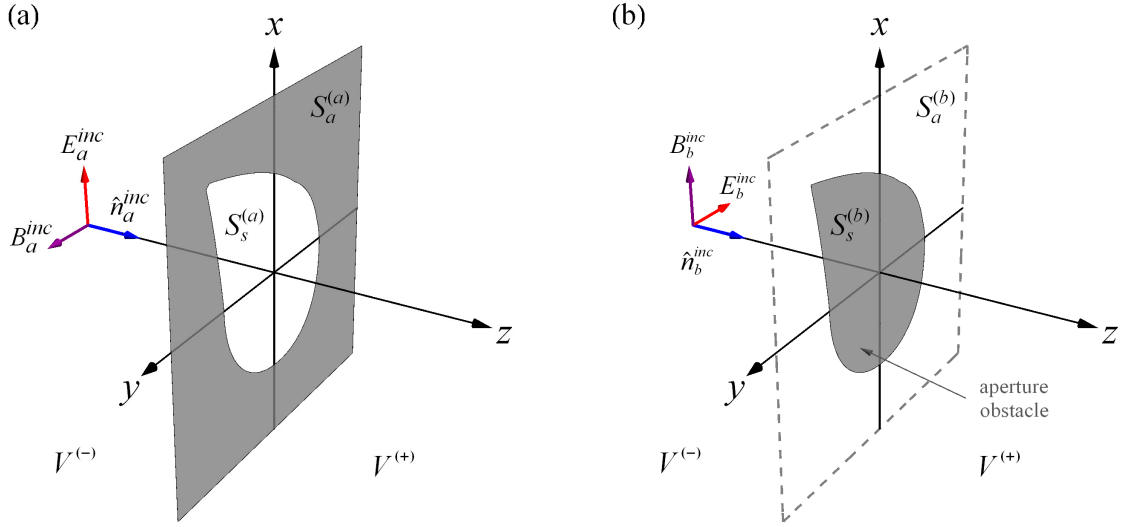 (a)
x
S_a^{(a)}
E_a^{inc}
n̂_a^{inc}
B_a^{inc}
S_s^{(a)}
z
y
V^{(−)}
V^{(+)}
(b)
x
S_a^{(b)}
B_b^{inc}
E_b^{inc}
S_s^{(b)}
n̂_b^{inc}
z
y
aperture
obstacle
V^{(−)}
V^{(+)}